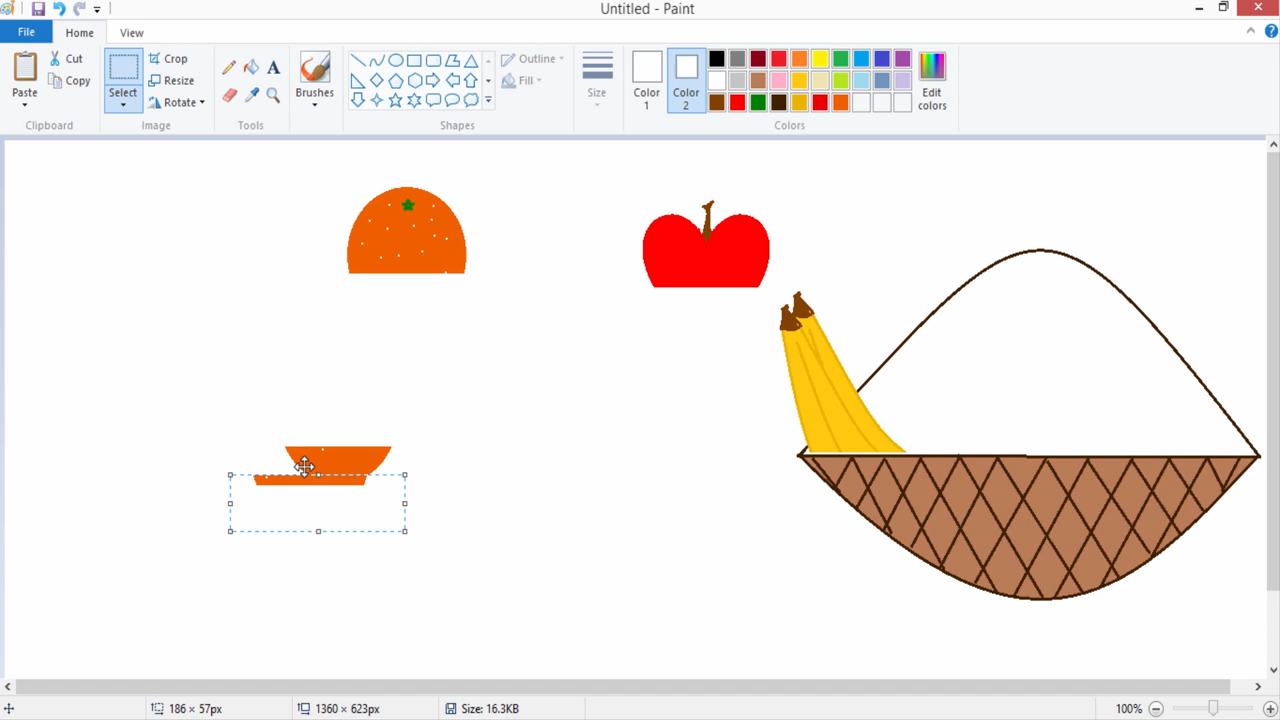 Untitled - Paint
File Home View
Paste
Cut
Copy
Clipboard
Select
Crop
Resize
Rotate
Image
A
Tools
Brushes
Outline
Fill
Shapes
Size
Color 1
Color 2
Edit colors
Colors
186 × 57px
1360 × 623px
Size: 16.3KB
100%